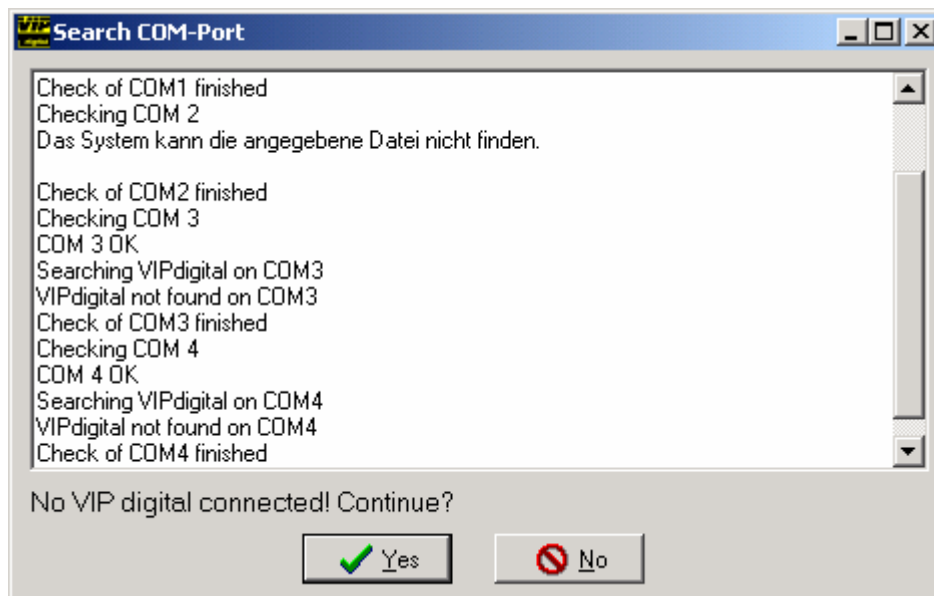 VIP digital
Search COM-Port
Check of COM1 finished
Checking COM 2
Das System kann die angegebene Datei nicht finden.
Check of COM2 finished
Checking COM 3
COM 3 OK
Searching VIPdigital on COM3
VIPdigital not found on COM3
Check of COM3 finished
Checking COM 4
COM 4 OK
Searching VIPdigital on COM4
VIPdigital not found on COM4
Check of COM4 finished
No VIP digital connected! Continue?
Yes
No